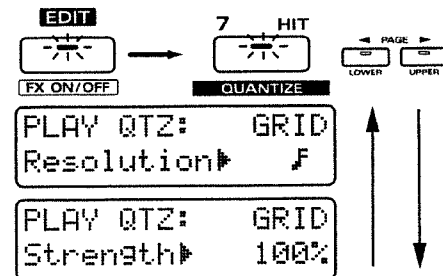 EDIT
7 HIT
◄ PAGE ►
LOWER UPPER
FX ON/OFF
QUANTIZE
PLAY QTZ: GRID
Resolution▶ 𝅘𝅥𝅯
PLAY QTZ: GRID
Strength▶ 100%